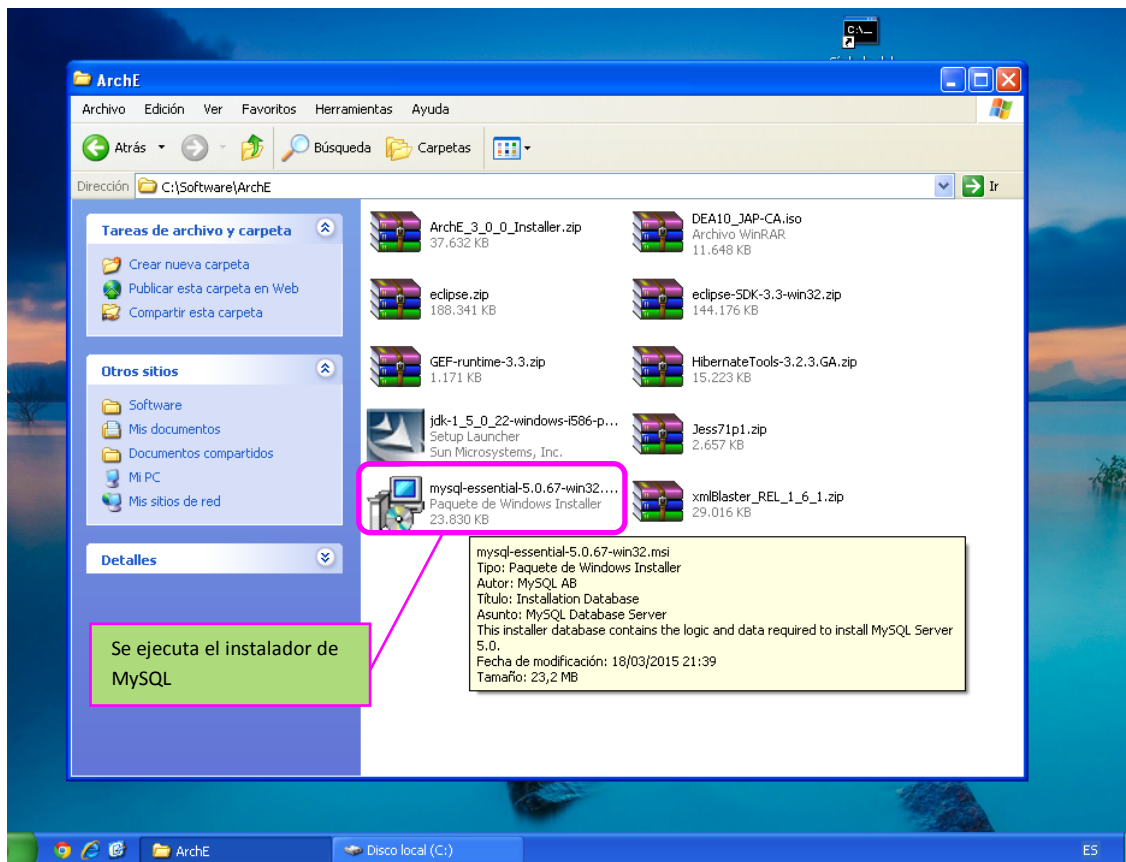 C:\_
ArchE
Archivo Edición Ver Favoritos Herramientas Ayuda
Atrás Búsqueda Carpetas
Dirección C:\Software\ArchE Ir
Tareas de archivo y carpeta
Crear nueva carpeta
Publicar esta carpeta en Web
Compartir esta carpeta
Otros sitios
Software
Mis documentos
Documentos compartidos
Mi PC
Mis sitios de red
Detalles
ArchE_3_0_0_Installer.zip
37.632 KB
DEA10_JAP-CA.iso
Archivo WinRAR
11.648 KB
eclipse.zip
188.341 KB
eclipse-SDK-3.3-win32.zip
144.176 KB
GEF-runtime-3.3.zip
1.171 KB
HibernateTools-3.2.3.GA.zip
15.223 KB
jdk-1_5_0_22-windows-i586-p...
Setup Launcher
Sun Microsystems, Inc.
Jess71p1.zip
2.657 KB
mysql-essential-5.0.67-win32....
Paquete de Windows Installer
23.830 KB
xmlBlaster_REL_1_6_1.zip
29.016 KB
mysql-essential-5.0.67-win32.msi
Tipo: Paquete de Windows Installer
Autor: MySQL AB
Título: Installation Database
Asunto: MySQL Database Server
This installer database contains the logic and data required to install MySQL Server
5.0.
Fecha de modificación: 18/03/2015 21:39
Tamaño: 23,2 MB
Se ejecuta el instalador de
MySQL
ArchE Disco local (C:) ES